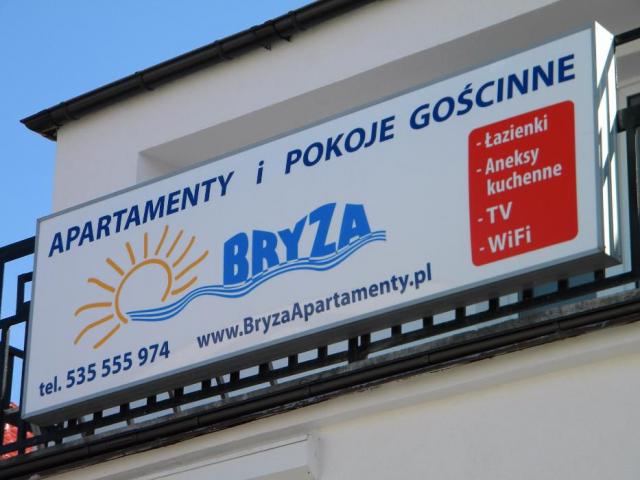 APARTAMENTY i POKOJE GOŚCINNE
BRYZA
www.BryzaApartamenty.pl
tel. 535 555 974
- Łazienki
- Aneksy
kuchenne
- TV
- WiFi